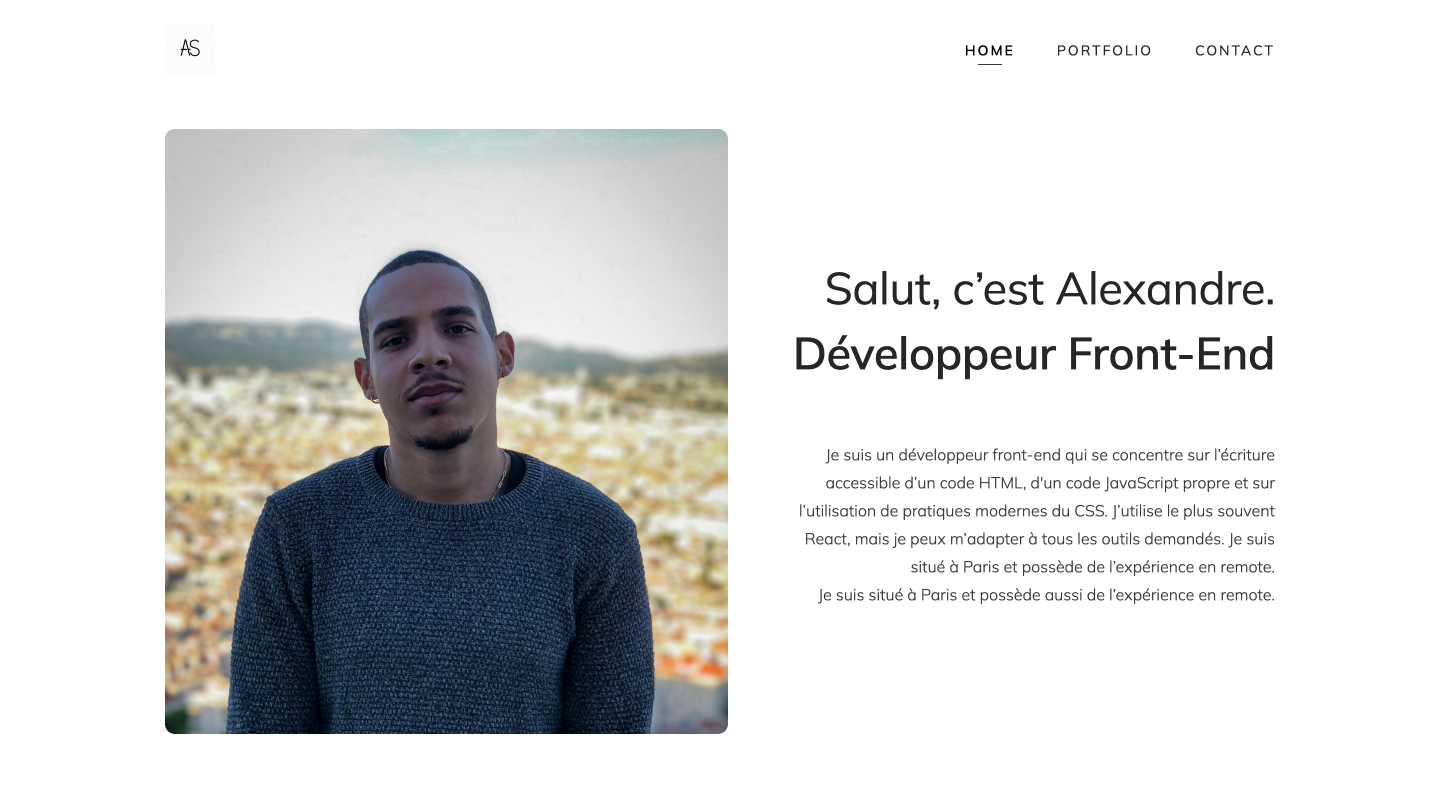 AS
HOME PORTFOLIO CONTACT
Salut, c’est Alexandre.
Développeur Front-End
Je suis un développeur front-end qui se concentre sur l’écriture
accessible d’un code HTML, d'un code JavaScript propre et sur
l’utilisation de pratiques modernes du CSS. J’utilise le plus souvent
React, mais je peux m’adapter à tous les outils demandés. Je suis
situé à Paris et possède de l’expérience en remote.
Je suis situé à Paris et possède aussi de l’expérience en remote.